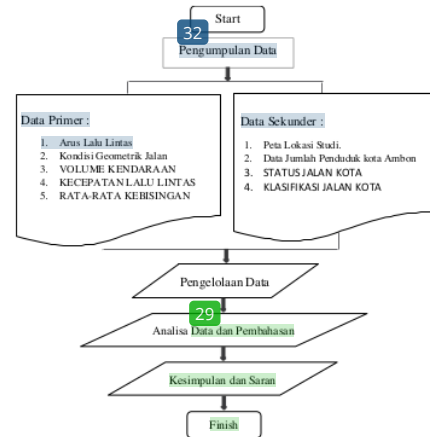 Start
32
Pengumpulan Data
Data Primer :
1. Arus Lalu Lintas
2. Kondisi Geometrik Jalan
3. VOLUME KENDARAAN
4. KECEPATAN LALU LINTAS
5. RATA-RATA KEBISINGAN
Data Sekunder :
1. Peta Lokasi Studi.
2. Data Jumlah Penduduk kota Ambon
3. STATUS JALAN KOTA
4. KLASIFIKASI JALAN KOTA
Pengelolaan Data
29
Analisa Data dan Pembahasan
Kesimpulan dan Saran
Finish